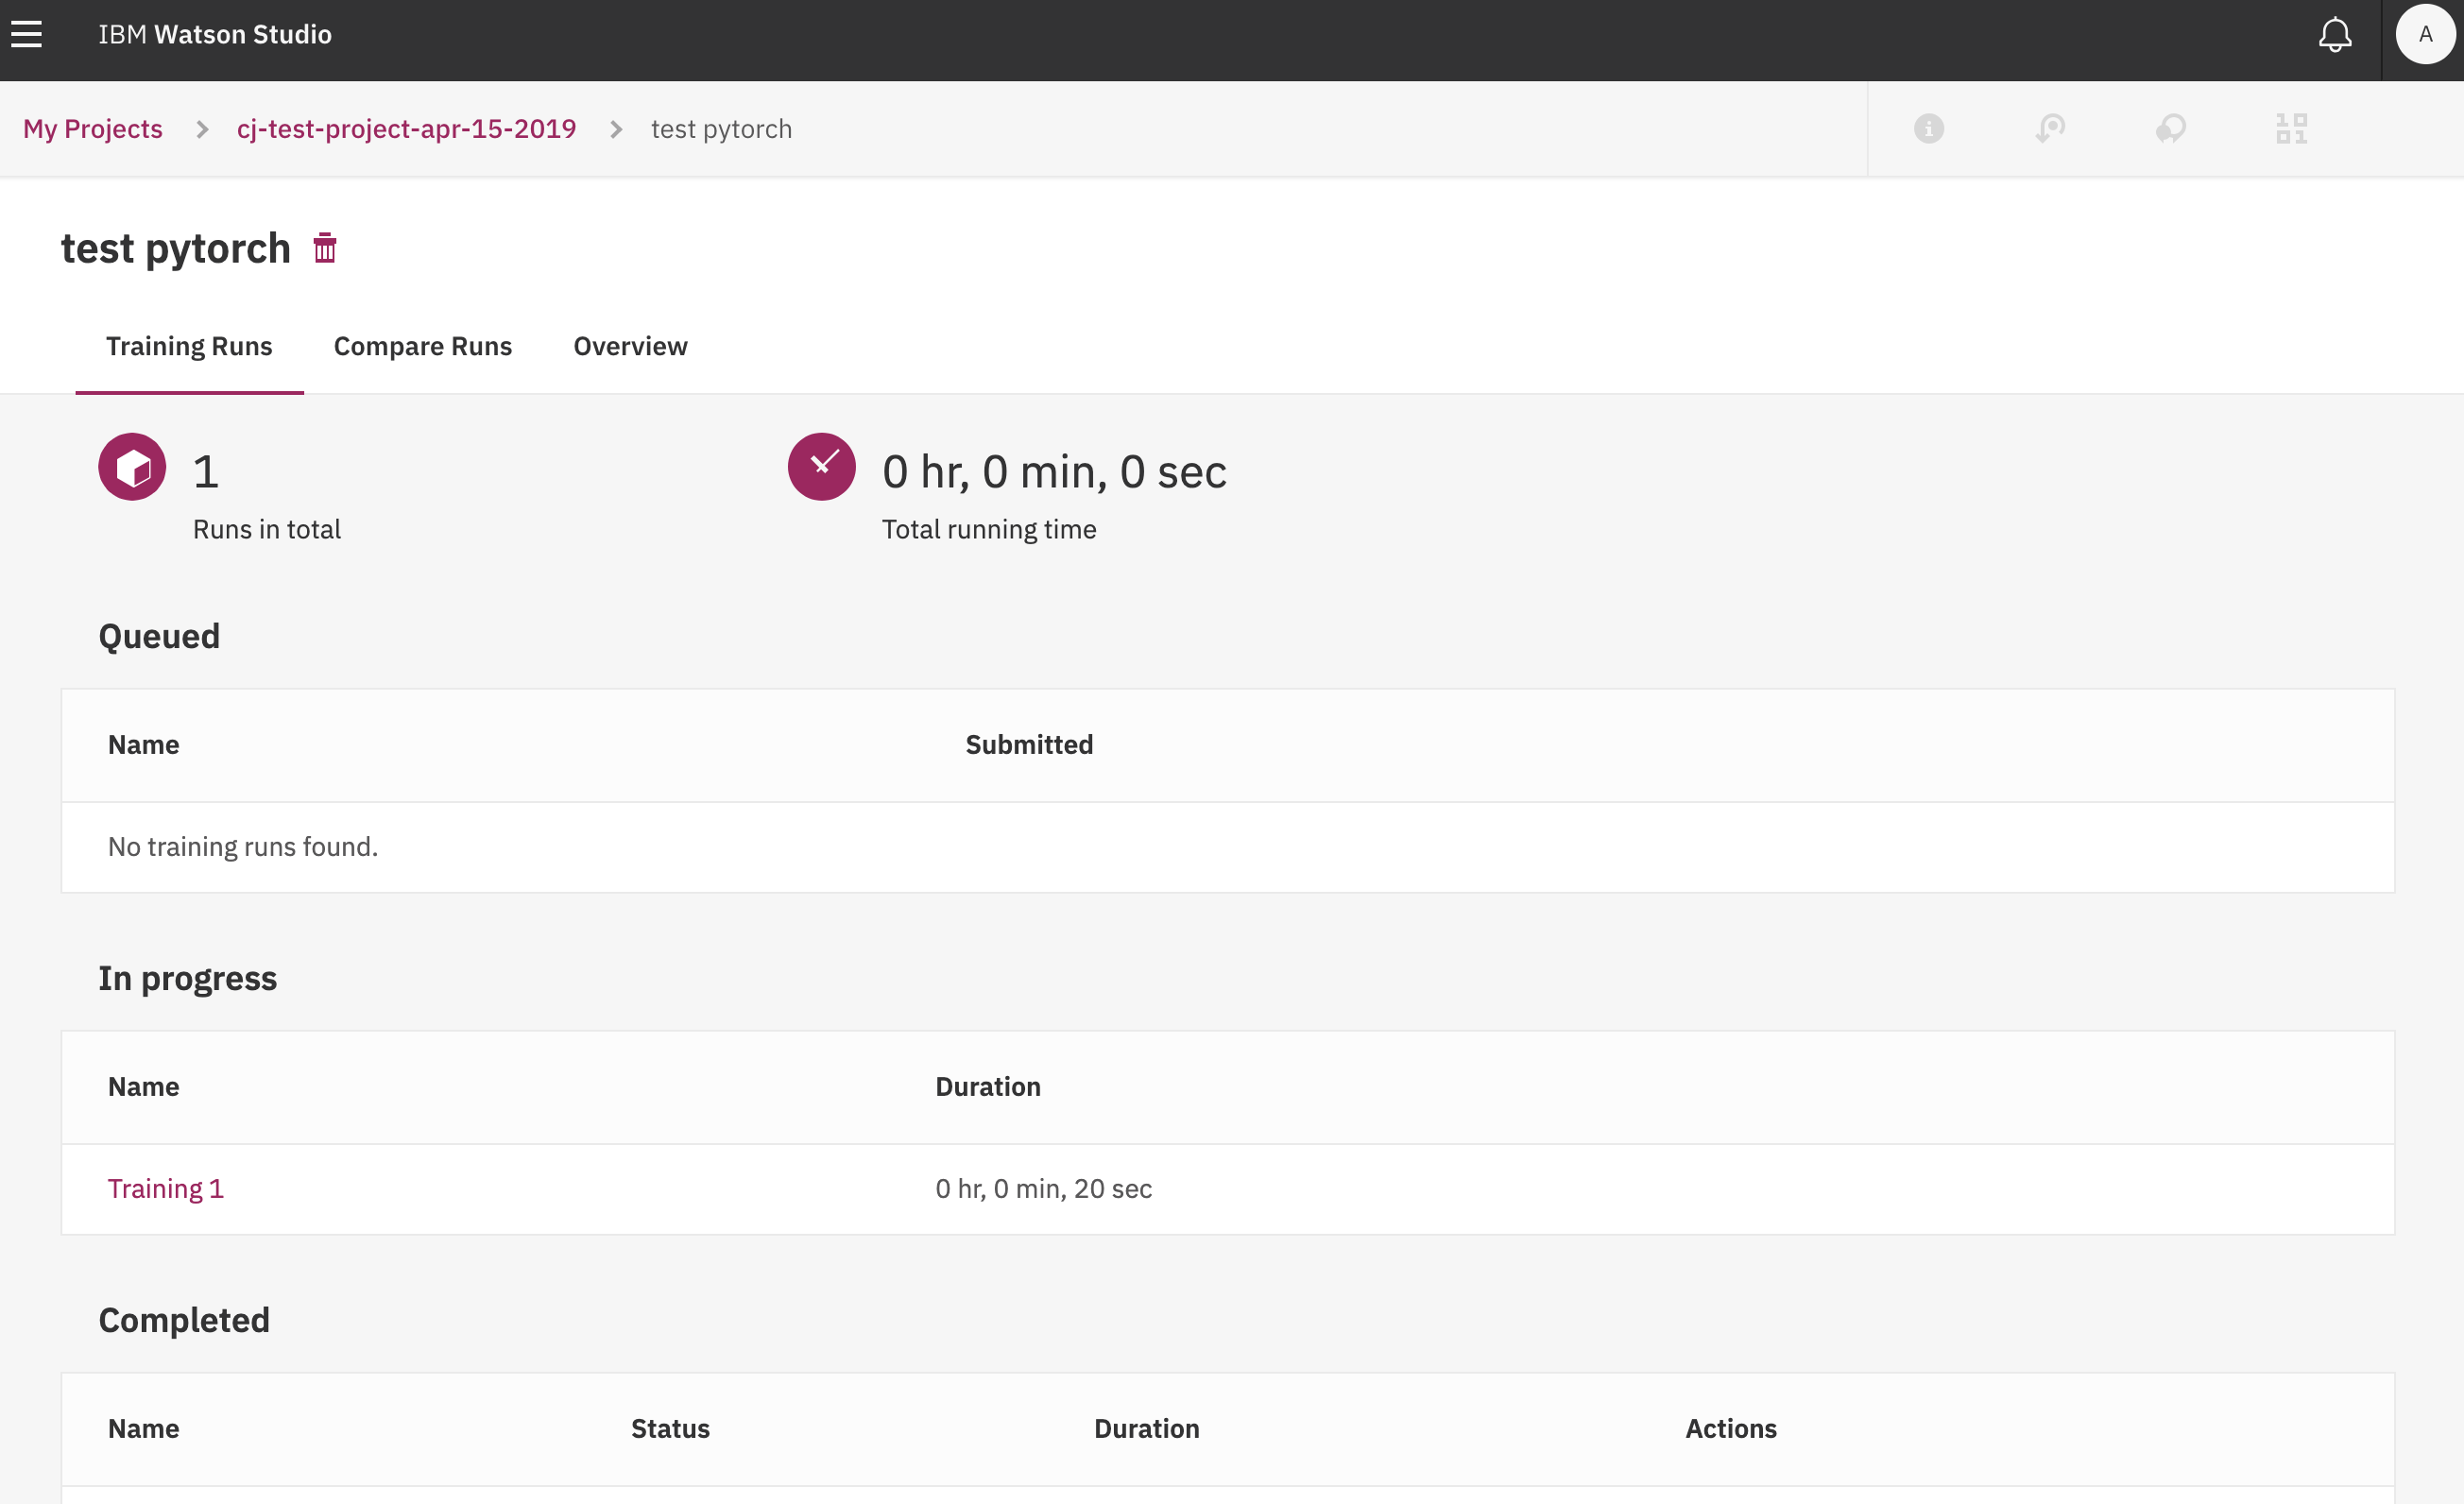 IBM Watson Studio
A
My Projects > cj-test-project-apr-15-2019 > test pytorch
test pytorch
Training Runs Compare Runs Overview
1 0 hr, 0 min, 0 sec
Runs in total Total running time
Queued
Name Submitted
No training runs found.
In progress
Name Duration
Training 1 0 hr, 0 min, 20 sec
Completed
Name Status Duration Actions